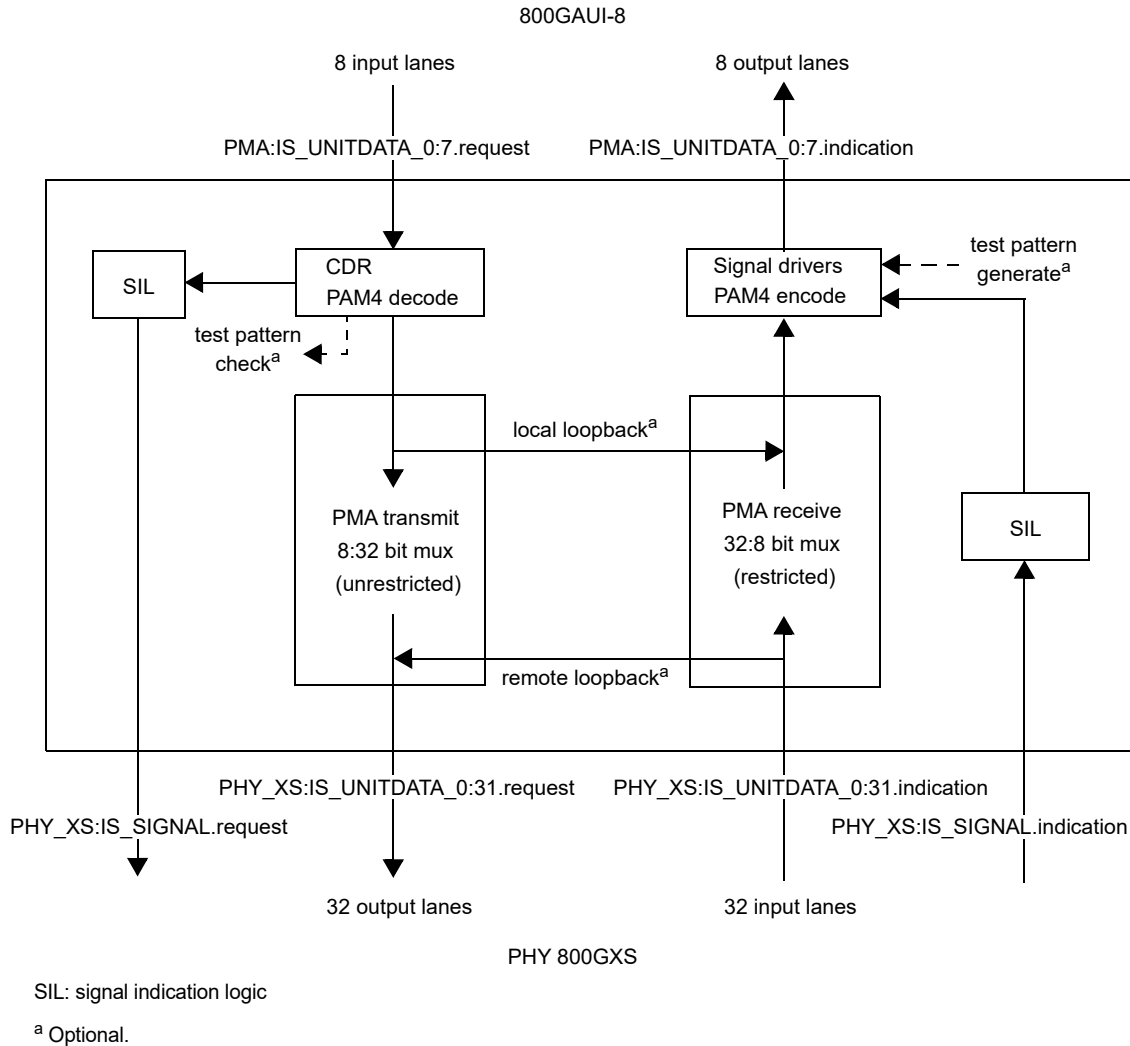 800GAUI-8
8 input lanes
8 output lanes
PMA:IS_UNITDATA_0:7.request
PMA:IS_UNITDATA_0:7.indication
SIL
CDR
PAM4 decode
Signal drivers
PAM4 encode
test pattern
generateᵃ
test pattern
checkᵃ
local loopbackᵃ
PMA transmit
8:32 bit mux
(unrestricted)
PMA receive
32:8 bit mux
(restricted)
SIL
remote loopbackᵃ
PHY_XS:IS_UNITDATA_0:31.request
PHY_XS:IS_UNITDATA_0:31.indication
PHY_XS:IS_SIGNAL.request
PHY_XS:IS_SIGNAL.indication
32 output lanes
32 input lanes
PHY 800GXS
SIL: signal indication logic
ᵃ Optional.